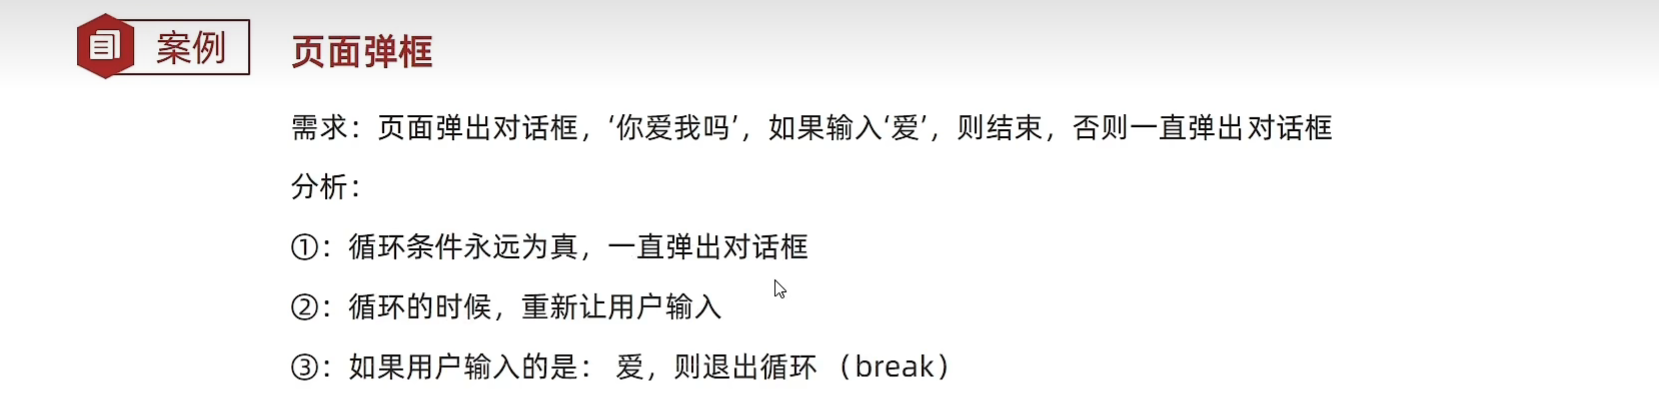 案例 页面弹框
需求：页面弹出对话框，‘你爱我吗’，如果输入‘爱’，则结束，否则一直弹出对话框
分析：
①：循环条件永远为真，一直弹出对话框
②：循环的时候，重新让用户输入
③：如果用户输入的是： 爱，则退出循环 （break）